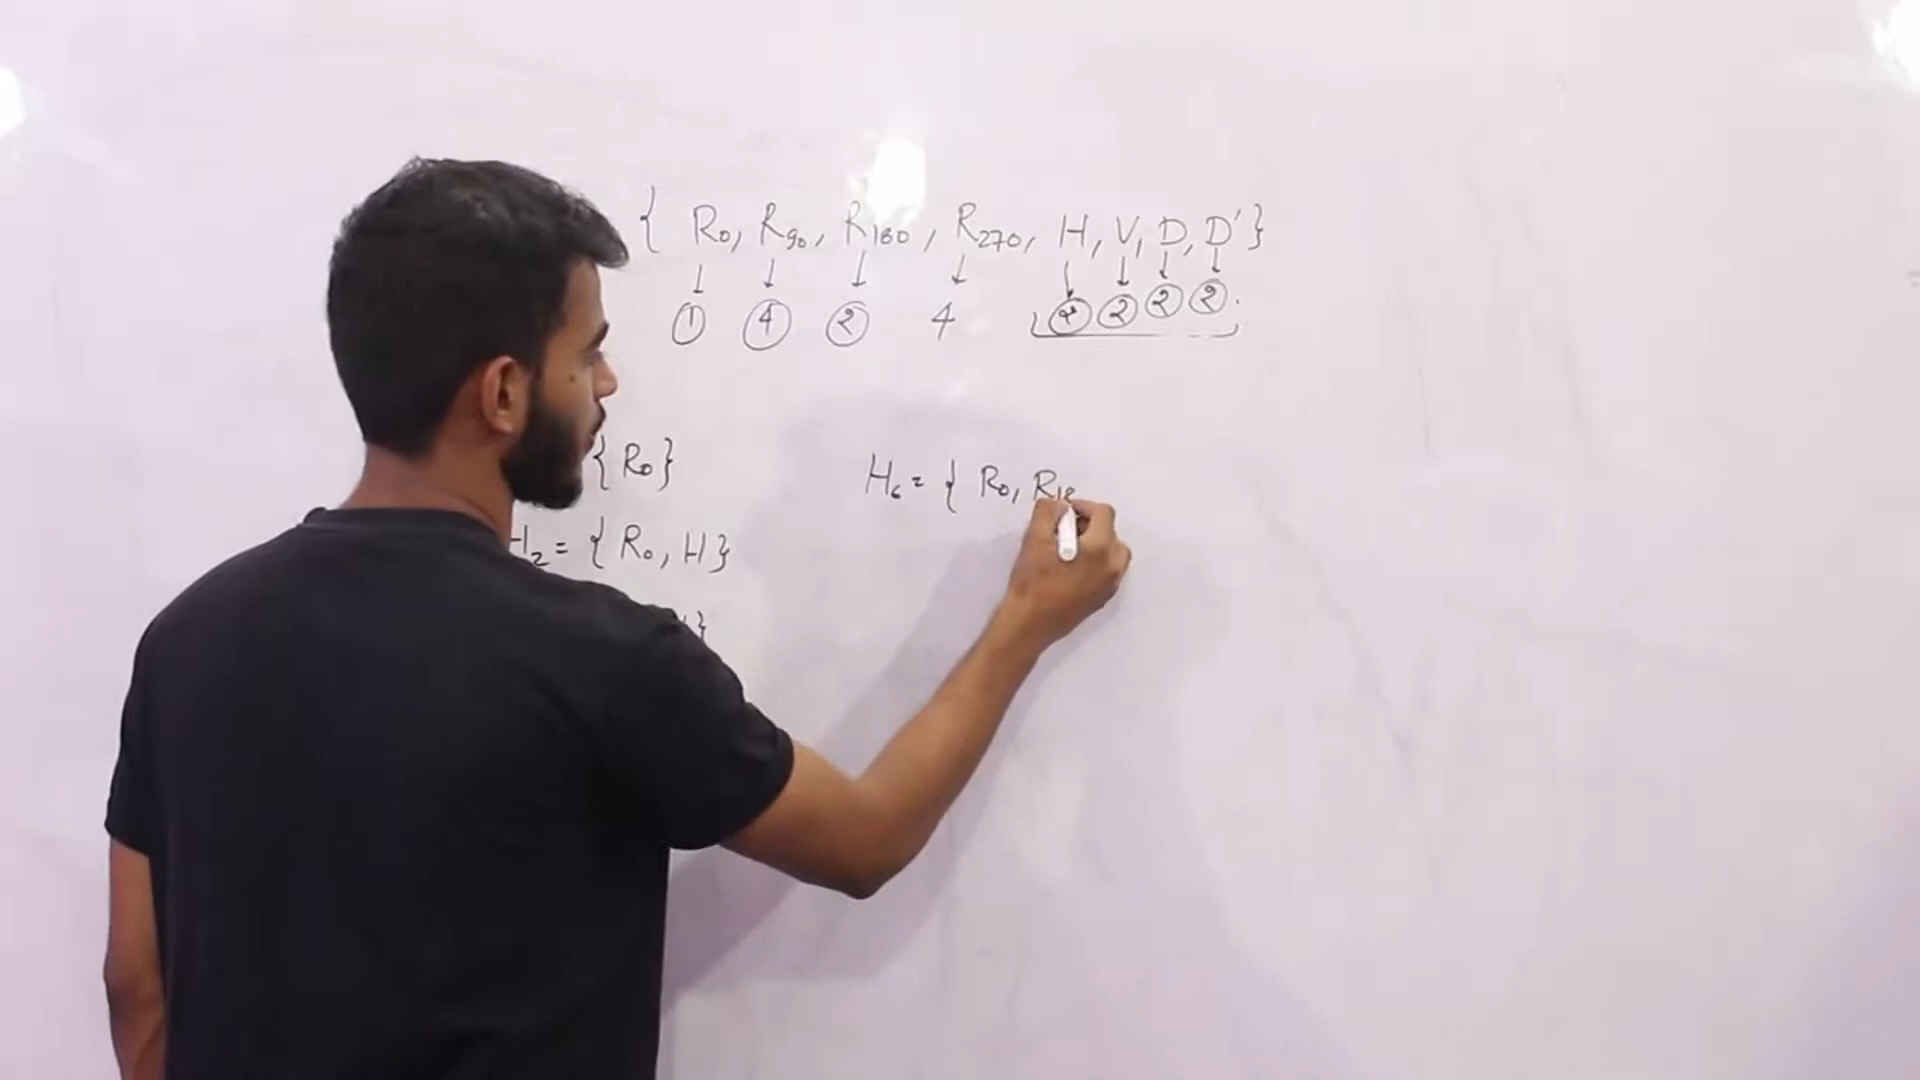 { R₀, R₉₀, R₁₈₀, R₂₇₀, H, V, D, D' }
↓ ↓ ↓ ↓ ↓ ↓ ↓ ↓
① ④ ② 4 ② ② ② ②.
{ R₀ }
H₂ = { R₀, H }
}
H₆ = { R₀, R₁₈